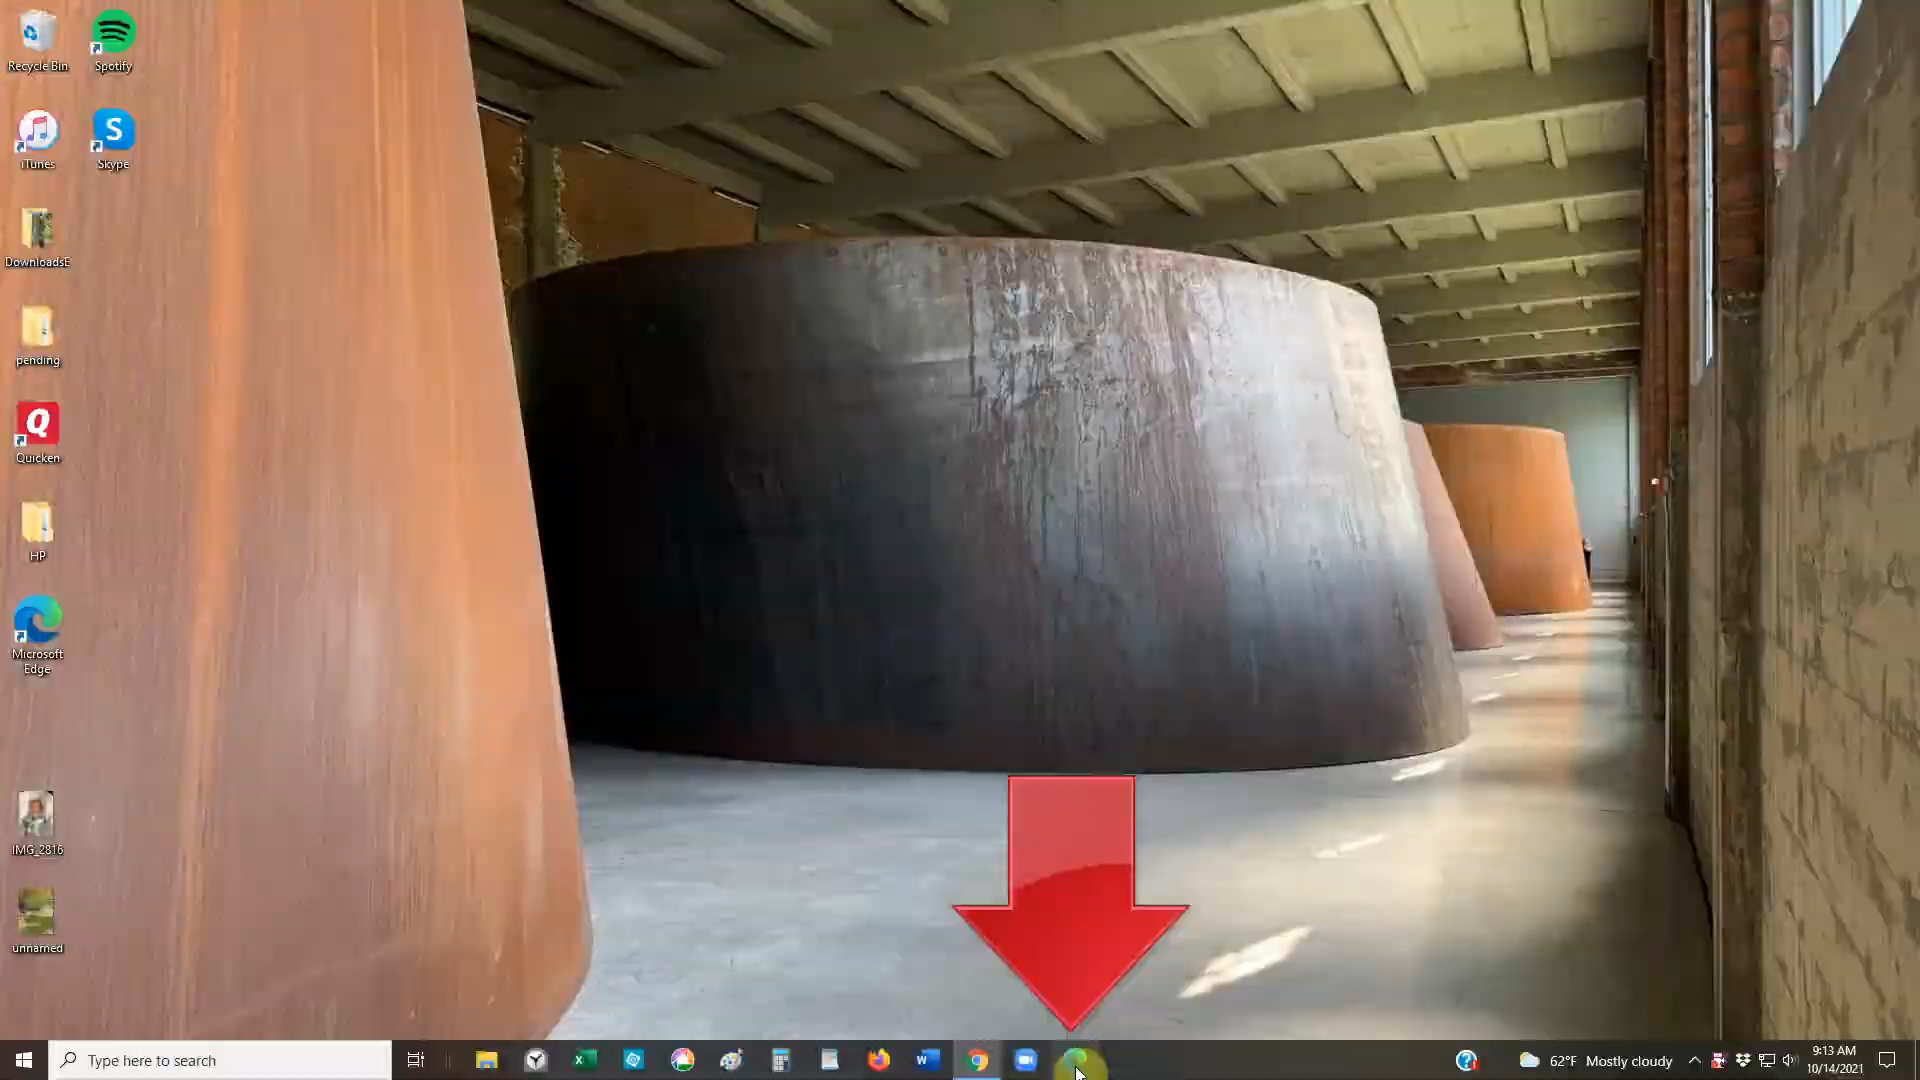 Recycle Bin
Spotify
iTunes
S
Skype
DownloadsE
pending
Q
Quicken
HP
Microsoft
Edge
IMG_2816
unnamed
Type here to search
62°F Mostly cloudy
9:13 AM
10/14/2021